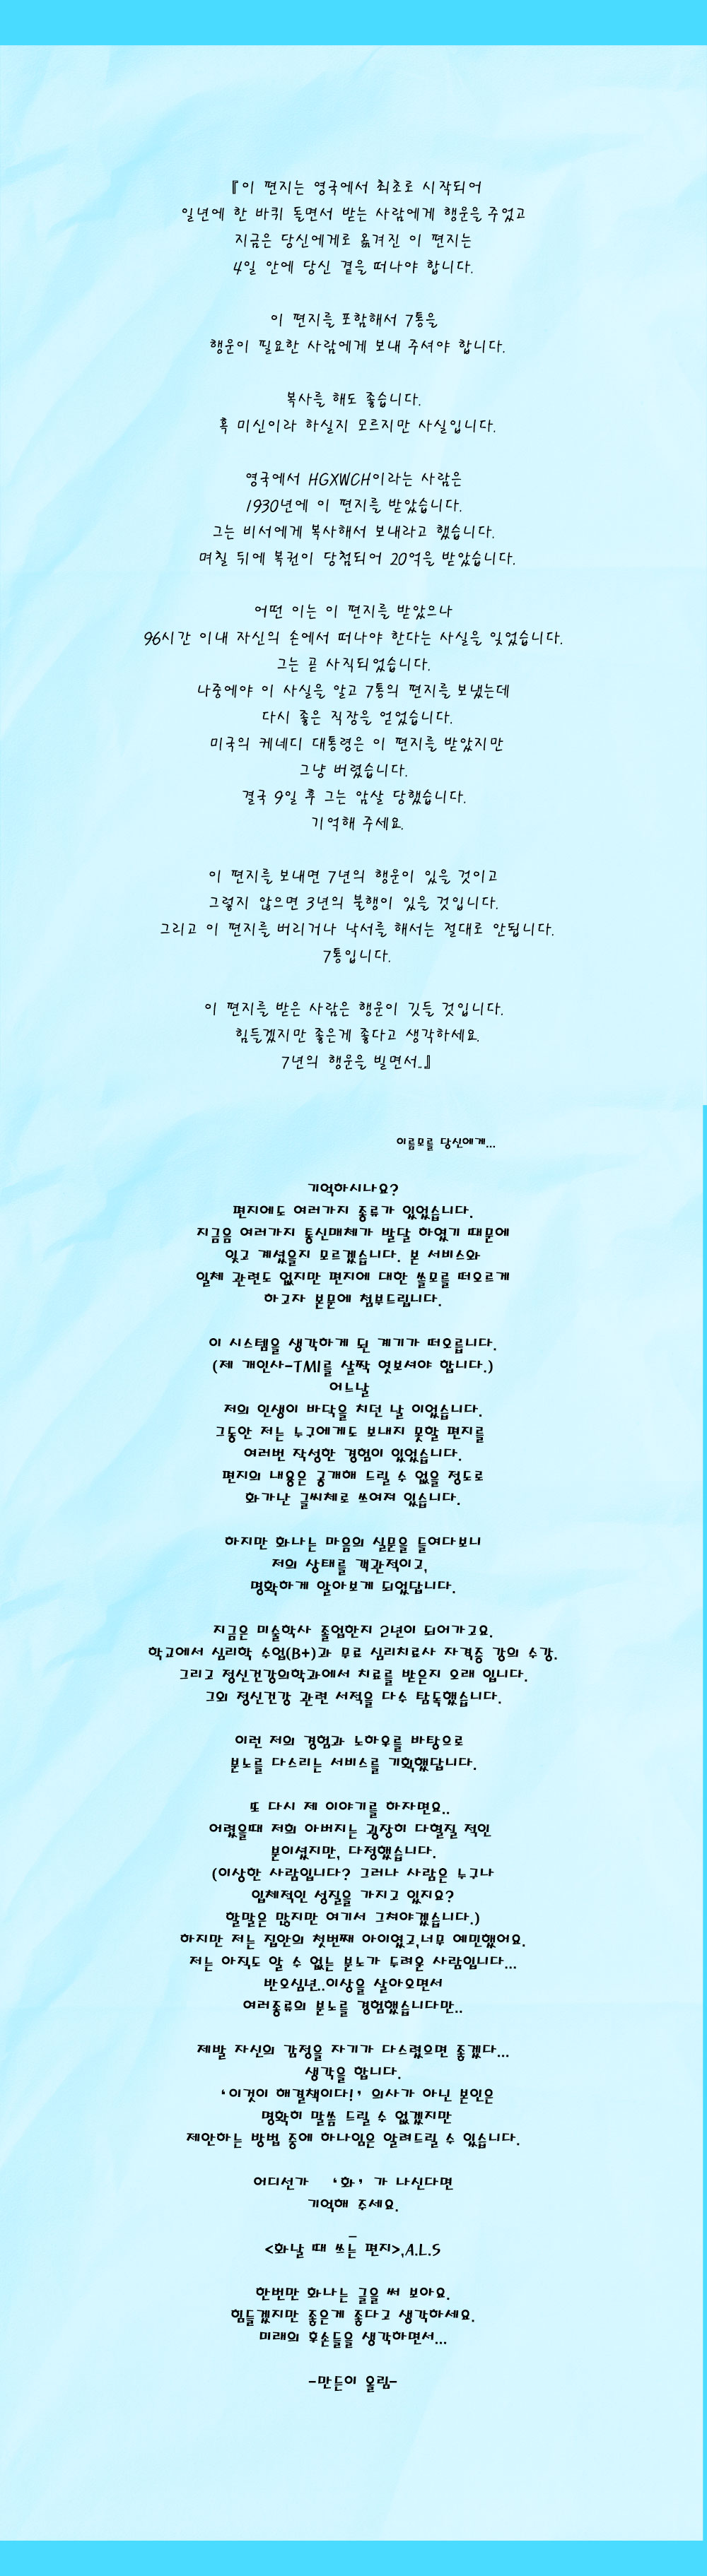 『이 편지는 영국에서 최초로 시작되어
일년에 한 바퀴 돌면서 받는 사람에게 행운을 주었고
지금은 당신에게로 옮겨진 이 편지는
4일 안에 당신 곁을 떠나야 합니다.
이 편지를 포함해서 7통을
행운이 필요한 사람에게 보내 주셔야 합니다.
복사를 해도 좋습니다.
혹 미신이라 하실지 모르지만 사실입니다.
영국에서 HGXWCH이라는 사람은
1930년에 이 편지를 받았습니다.
그는 비서에게 복사해서 보내라고 했습니다.
며칠 뒤에 복권이 당첨되어 20억을 받았습니다.
어떤 이는 이 편지를 받았으나
96시간 이내 자신의 손에서 떠나야 한다는 사실을 잊었습니다.
그는 곧 사직되었습니다.
나중에야 이 사실을 알고 7통의 편지를 보냈는데
다시 좋은 직장을 얻었습니다.
미국의 케네디 대통령은 이 편지를 받았지만
그냥 버렸습니다.
결국 9일 후 그는 암살 당했습니다.
기억해 주세요.
이 편지를 보내면 7년의 행운이 있을 것이고
그렇지 않으면 3년의 불행이 있을 것입니다.
그리고 이 편지를 버리거나 낙서를 해서는 절대로 안됩니다.
7통입니다.
이 편지를 받은 사람은 행운이 깃들 것입니다.
힘들겠지만 좋은게 좋다고 생각하세요.
7년의 행운을 빌면서..』
이름모를 당신에게...
기억하시나요?
편지에도 여러가지 종류가 있었습니다.
지금음 여러가지 통신매체가 발달 하였기 때문에
잊고 계셨을지 모르겠습니다. 본 서비스와
일체 관련도 없지만 편지에 대한 쓸모를 떠오르게
하고자 본문에 첨부드립니다.
이 시스템을 생각하게 된 계기가 떠오릅니다.
(제 개인사-TMI를 살짝 엿보셔야 합니다.)
어느날
저의 인생이 바닥을 치던 날 이었습니다.
그동안 저는 누구에게도 보내지 못할 편지를
여러번 작성한 경험이 있었습니다.
편지의 내용은 공개해 드릴 수 없을 정도로
화가난 글씨체로 쓰여져 있습니다.
하지만 화나는 마음의 실문을 들여다보니
저의 상태를 객관적이고,
명확하게 알아보게 되었답니다.
지금은 미술학사 졸업한지 2년이 되어가고요.
학교에서 심리학 수업(B+)과 무료 심리치료사 자격증 강의 수강.
그리고 정신건강의학과에서 치료를 받은지 오래 입니다.
그외 정신건강 관련 서적을 다수 탐독했습니다.
이런 저의 경험과 노하우를 바탕으로
분노를 다스리는 서비스를 기획했답니다.
또 다시 제 이야기를 하자면요..
어렸을때 저희 아버지는 굉장히 다혈질 적인
분이셨지만, 다정했습니다.
(이상한 사람입니다? 그러나 사람은 누구나
입체적인 성질을 가지고 있지요?
할말은 많지만 여기서 그쳐야겠습니다.)
하지만 저는 집안의 첫번째 아이였고,너무 예민했어요.
저는 아직도 알 수 없는 분노가 두려운 사람입니다...
반오십년..이상을 살아오면서
여러종류의 분노를 경험했습니다만..
제발 자신의 감정을 자기가 다스렸으면 좋겠다...
생각을 합니다.
'이것이 해결책이다!' 의사가 아닌 본인은
명확히 말씀 드릴 수 없겠지만
제안하는 방법 중에 하나임은 알려드릴 수 있습니다.
어디선가 '화' 가 나신다면
기억해 주세요.
<화날 때 쓰는 편지>,A.L.S
한번만 화나는 글을 써 보아요.
힘들겠지만 좋은게 좋다고 생각하세요.
미래의 후손들을 생각하면서...
-만든이 올림-